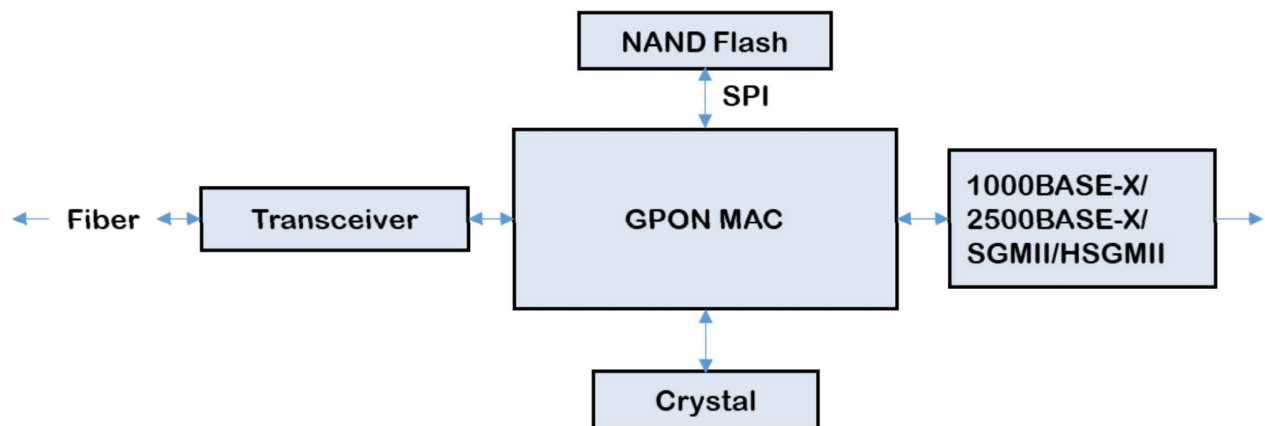 NAND Flash
SPI
Fiber
Transceiver
GPON MAC
1000BASE-X/
2500BASE-X/
SGMII/HSGMII
Crystal